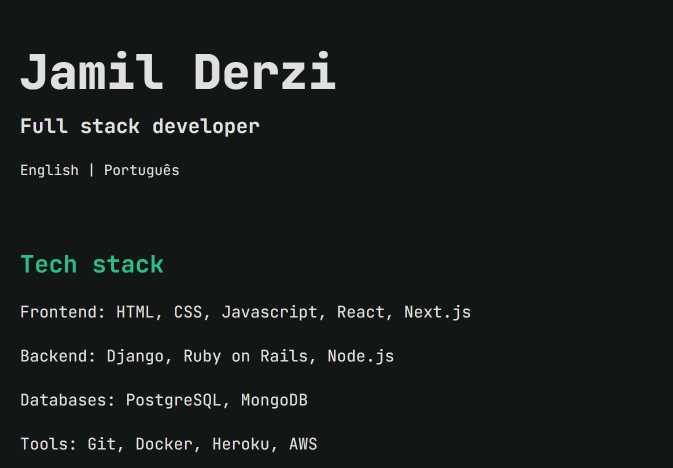 Jamil Derzi
Full stack developer
English | Português
Tech stack
Frontend: HTML, CSS, Javascript, React, Next.js
Backend: Django, Ruby on Rails, Node.js
Databases: PostgreSQL, MongoDB
Tools: Git, Docker, Heroku, AWS